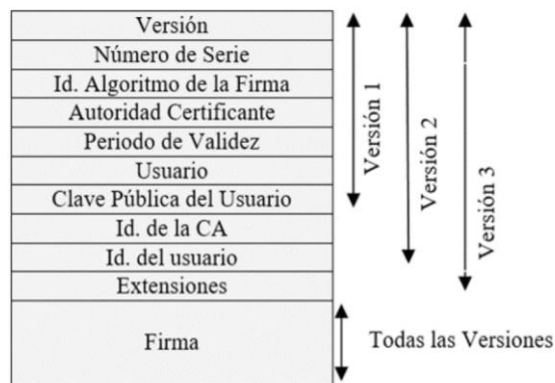 Versión
Número de Serie
Id. Algoritmo de la Firma
Autoridad Certificante
Periodo de Validez
Usuario
Clave Pública del Usuario
Id. de la CA
Id. del usuario
Extensiones
Firma
Versión 1
Versión 2
Versión 3
Todas las Versiones